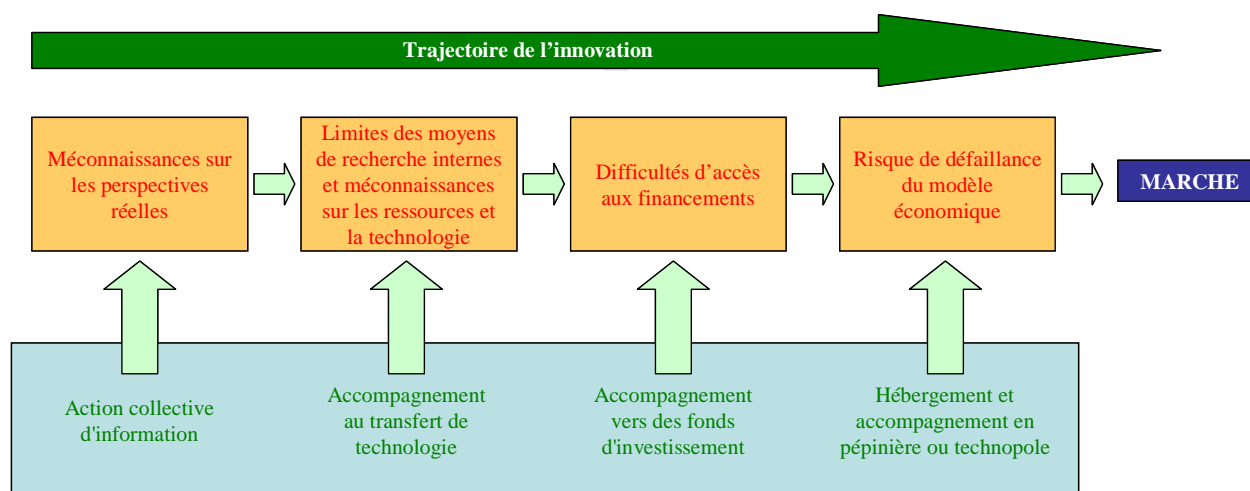 Trajectoire de l’innovation
Méconnaissances sur
les perspectives
réelles
Limites des moyens
de recherche internes
et méconnaissances
sur les ressources et
la technologie
Difficultés d’accès
aux financements
Risque de défaillance
du modèle
économique
MARCHE
Action collective
d'information
Accompagnement
au transfert de
technologie
Accompagnement
vers des fonds
d'investissement
Hébergement et
accompagnement en
pépinière ou technopole